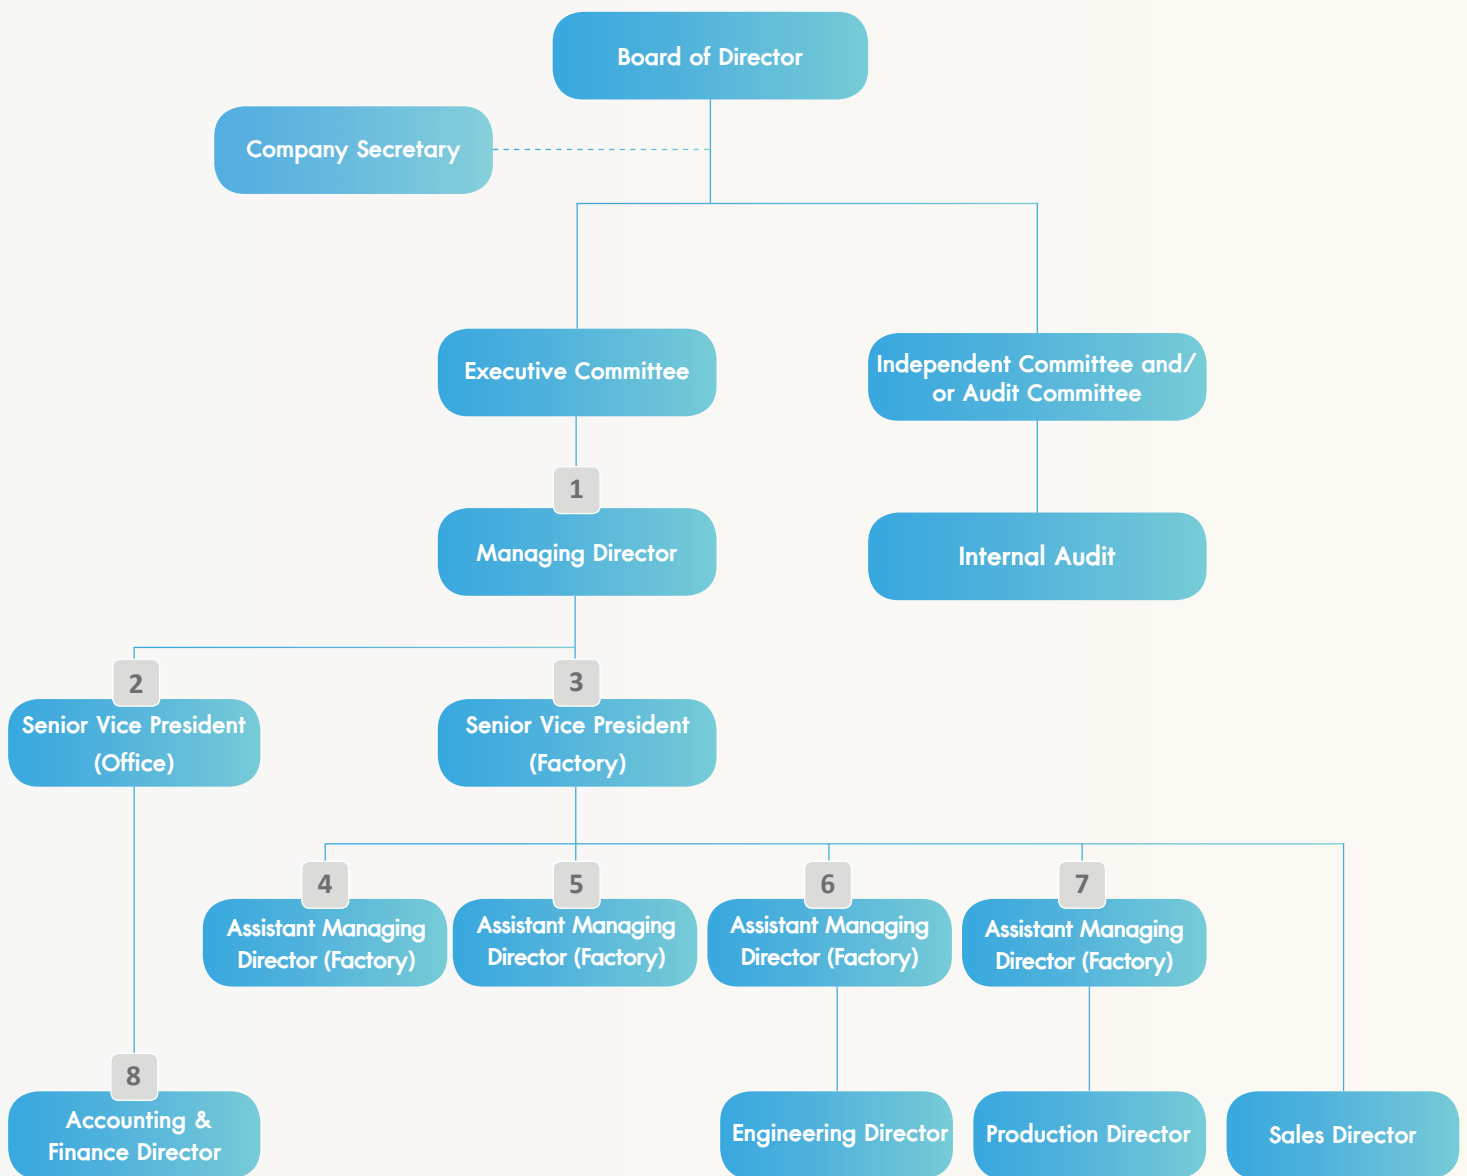 Board of Director
Company Secretary
Executive Committee
Independent Committee and/
or Audit Committee
1
Managing Director
Internal Audit
2
Senior Vice President
(Office)
3
Senior Vice President
(Factory)
4
Assistant Managing
Director (Factory)
5
Assistant Managing
Director (Factory)
6
Assistant Managing
Director (Factory)
7
Assistant Managing
Director (Factory)
8
Accounting &
Finance Director
Engineering Director
Production Director
Sales Director